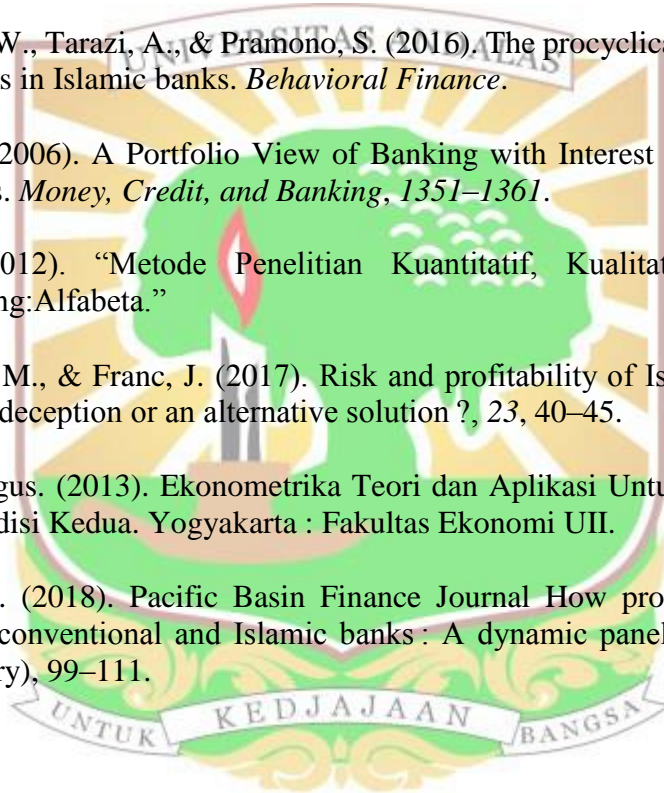 UNIVERSITAS ANDALAS
W., Tarazi, A., & Pramono, S. (2016). The procyclica
s in Islamic banks. Behavioral Finance.
2006). A Portfolio View of Banking with Interest
s. Money, Credit, and Banking, 1351–1361.
012). “Metode Penelitian Kuantitatif, Kualitat
ng:Alfabeta.”
M., & Franc, J. (2017). Risk and profitability of Is
deception or an alternative solution ?, 23, 40–45.
gus. (2013). Ekonometrika Teori dan Aplikasi Untu
disi Kedua. Yogyakarta : Fakultas Ekonomi UII.
. (2018). Pacific Basin Finance Journal How pro
conventional and Islamic banks : A dynamic panel
ry), 99–111.
UNTUK KEDJAJAAN BANGSA